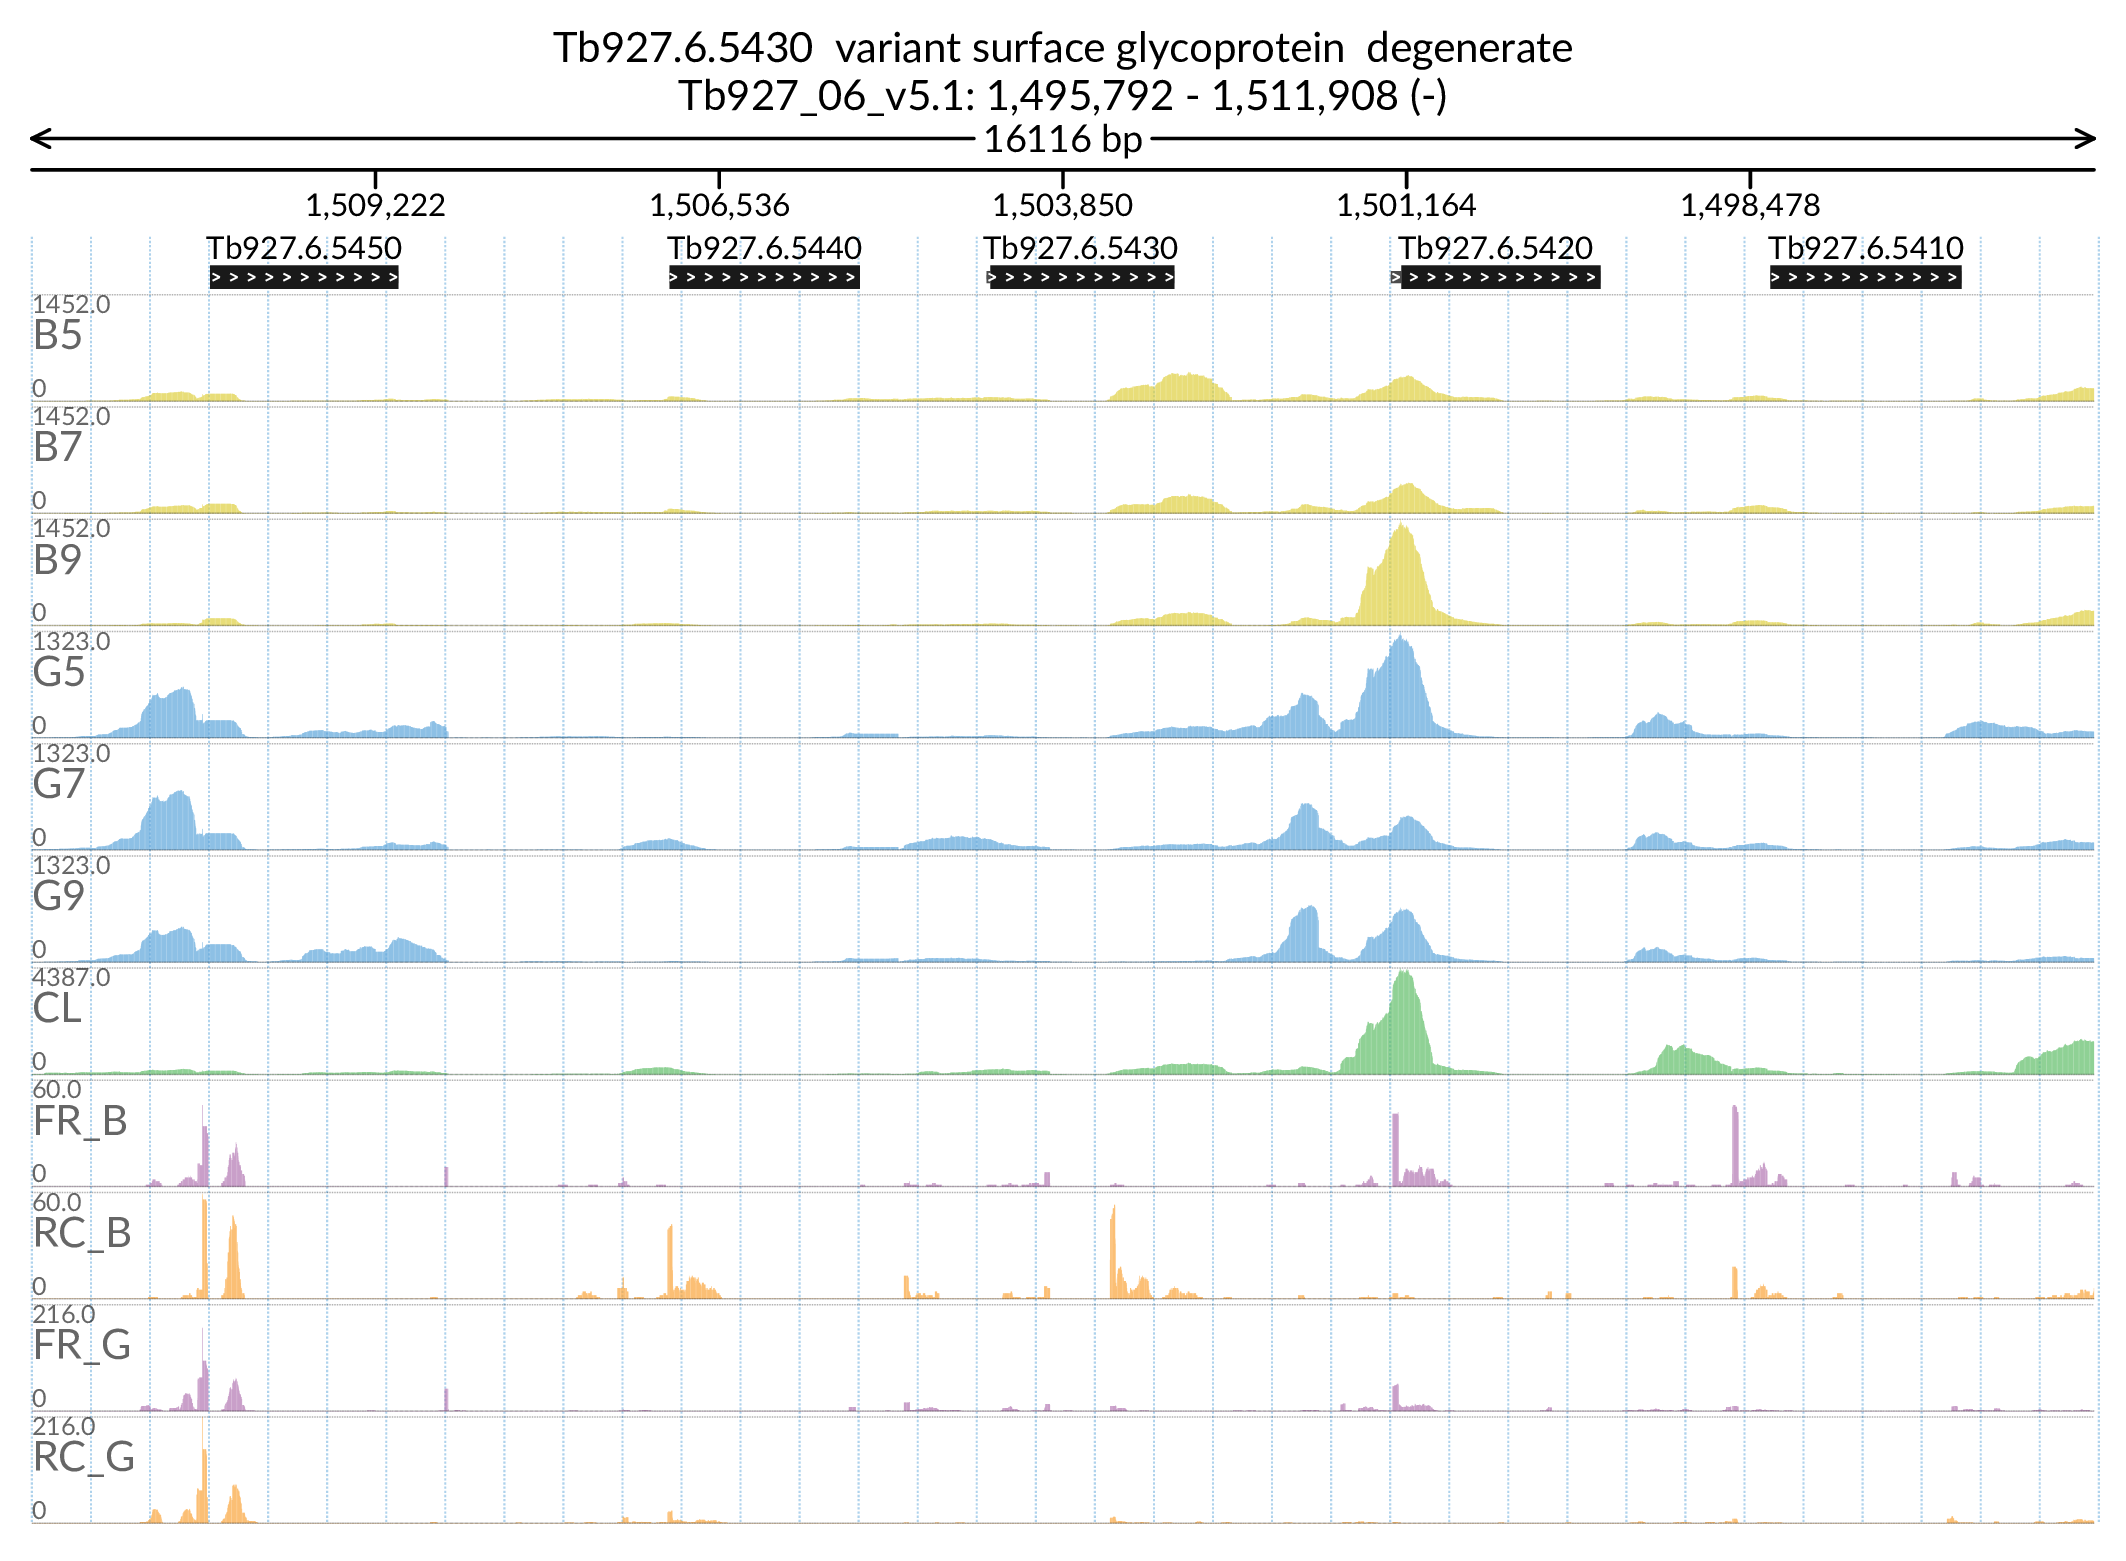 Tb927.6.5430  variant surface glycoprotein  degenerate
Tb927_06_v5.1: 1,495,792 - 1,511,908 (-)
16116 bp
1,509,222 1,506,536 1,503,850 1,501,164 1,498,478
Tb927.6.5450 Tb927.6.5440 Tb927.6.5430 Tb927.6.5420 Tb927.6.5410
1452.0
B5
0
1452.0
B7
0
1452.0
B9
0
1323.0
G5
0
1323.0
G7
0
1323.0
G9
0
4387.0
CL
0
60.0
FR_B
0
60.0
RC_B
0
216.0
FR_G
0
216.0
RC_G
0